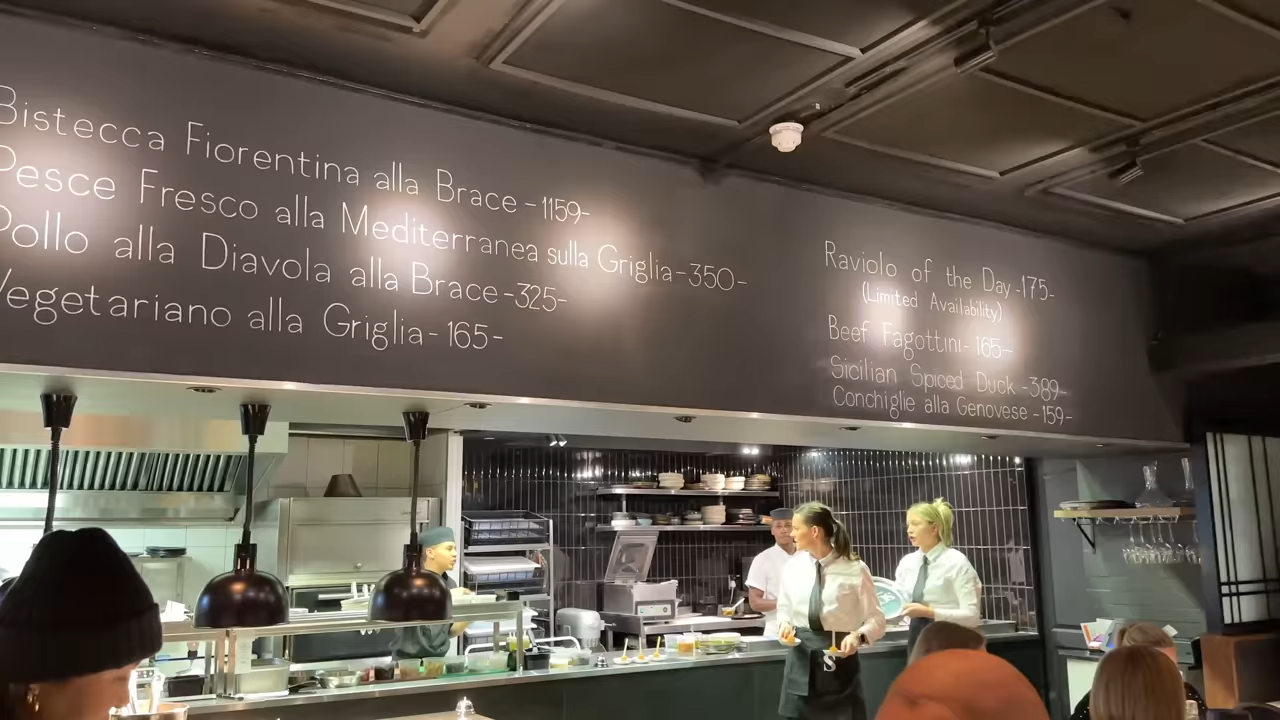 Bistecca Fiorentina alla Brace -1159-
Pesce Fresco alla Mediterranea sulla Griglia-350-
Pollo alla Diavola alla Brace-325-
Vegetariano alla Griglia-165-
Raviolo of the Day-175-
(Limited Availability)
Beef Fagottini-165-
Sicilian Spiced Duck-389-
Conchiglie alla Genovese-159-
S